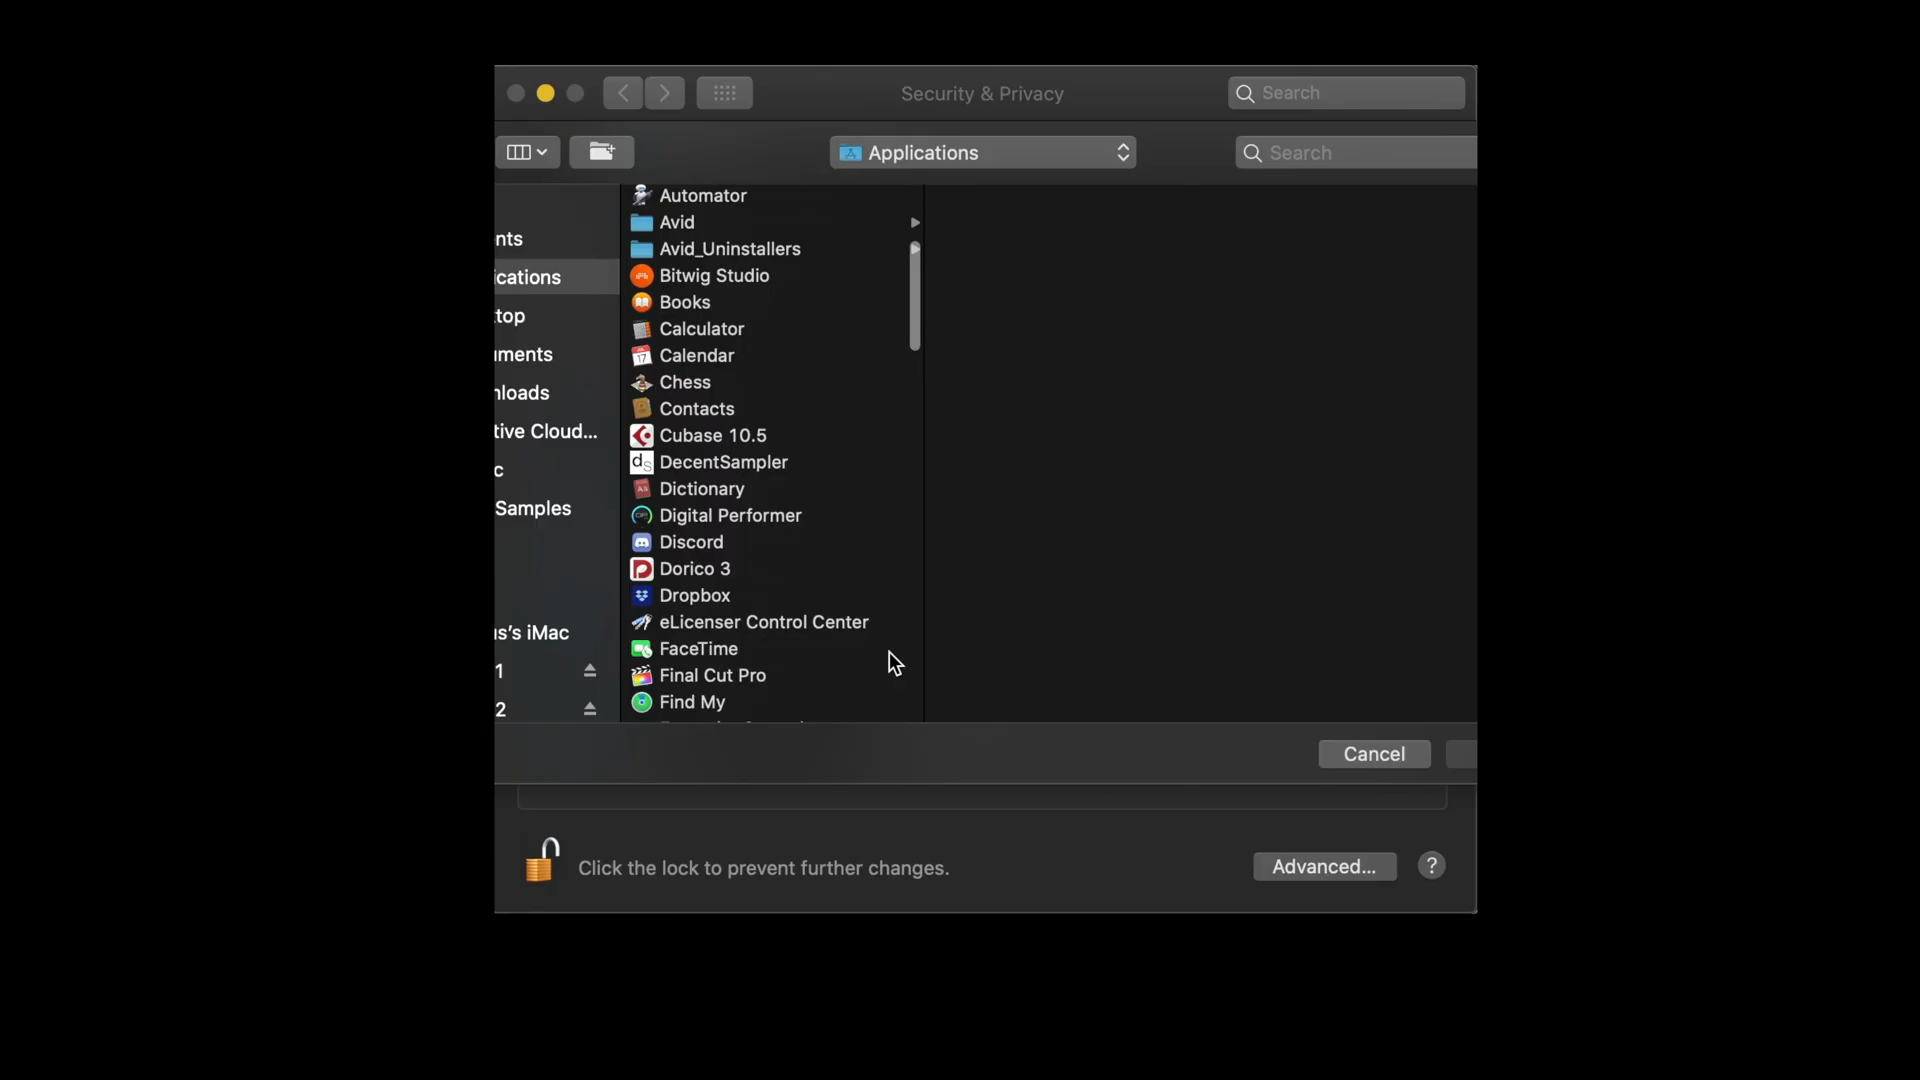 Security & Privacy
Search
Applications
Search
nts
ications
top
ments
nloads
tive Cloud...
c
Samples
s's iMac
1
2
Automator
Avid
Avid_Uninstallers
Bitwig Studio
Books
Calculator
Calendar
Chess
Contacts
Cubase 10.5
DecentSampler
Dictionary
Digital Performer
Discord
Dorico 3
Dropbox
eLicenser Control Center
FaceTime
Final Cut Pro
Find My
Cancel
Click the lock to prevent further changes.
Advanced...
?